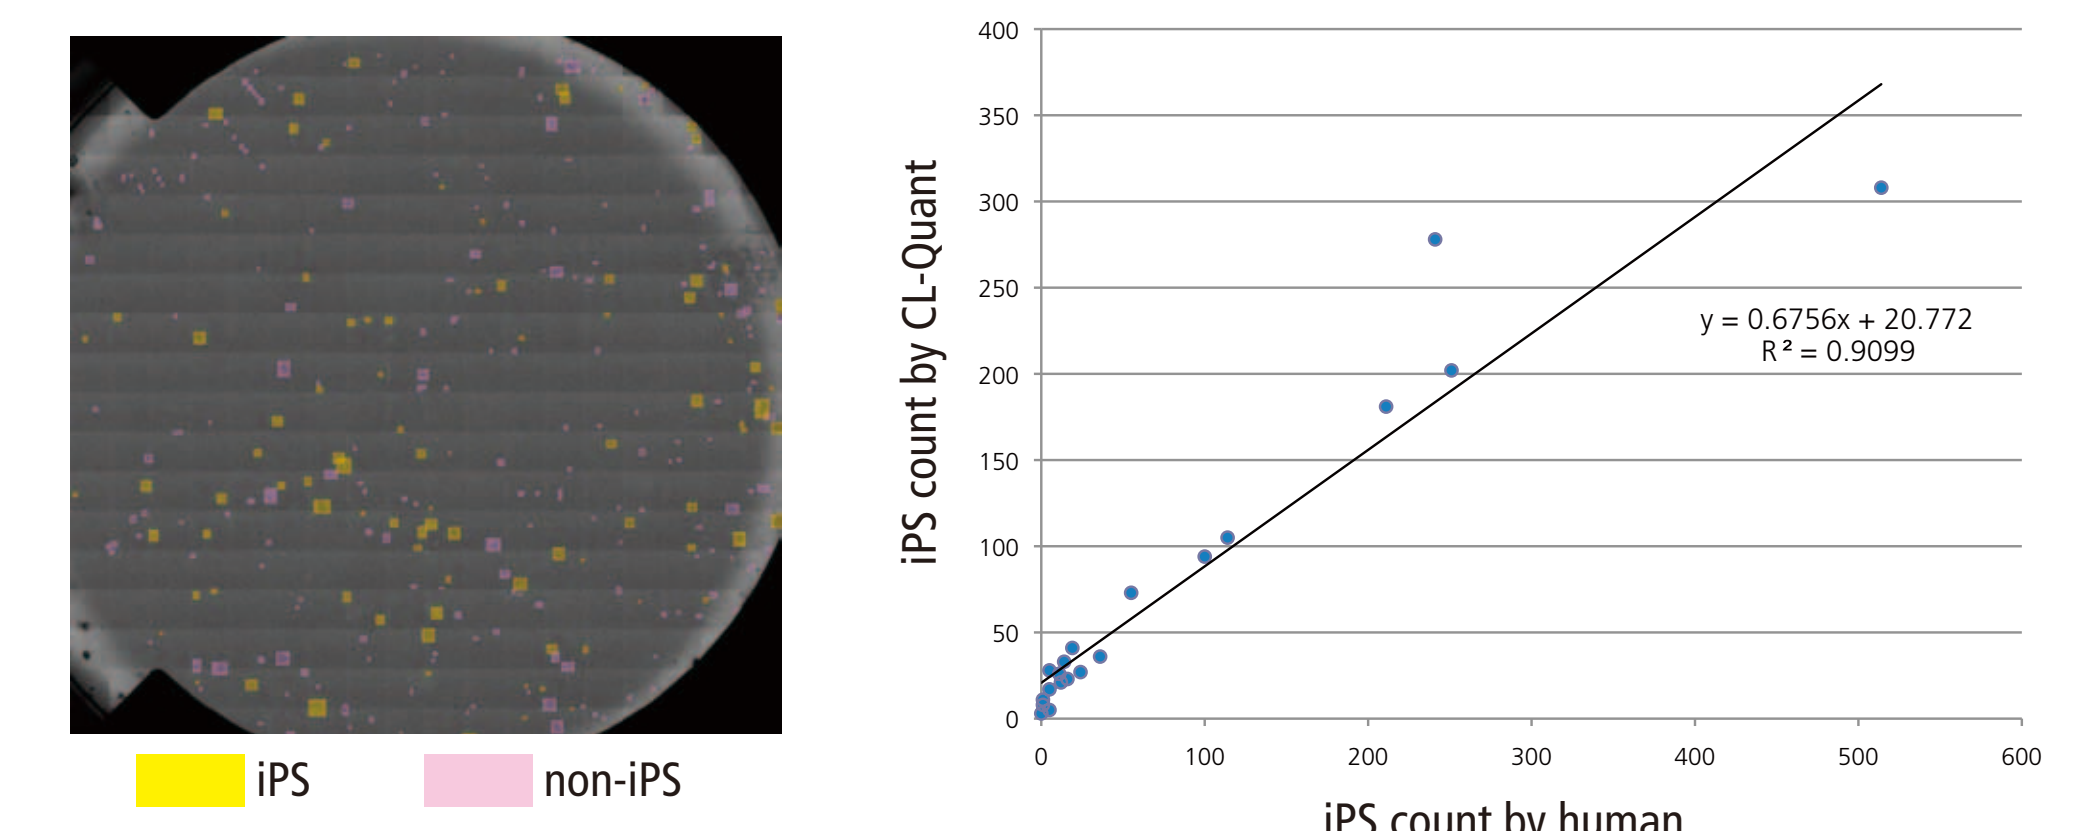 iPS
non-iPS
iPS count by CL-Quant
400
350
300
250
200
150
100
50
0
y = 0.6756x + 20.772
R² = 0.9099
0 100 200 300 400 500 600
iPS count by human